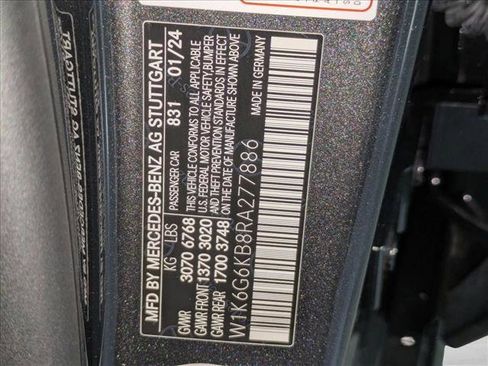 MFD BY MERCEDES-BENZ AG STUTTGART
PASSENGER CAR 831 01/24
KG LBS
GVWR 3070 6768
GAWR FRONT 1370 3020
GAWR REAR 1700 3748
THIS VEHICLE CONFORMS TO ALL APPLICABLE
U.S. FEDERAL MOTOR VEHICLE SAFETY, BUMPER
AND THEFT PREVENTION STANDARDS IN EFFECT
ON THE DATE OF MANUFACTURE SHOWN ABOVE
W1K6G6KB8RA277886
MADE IN GERMANY